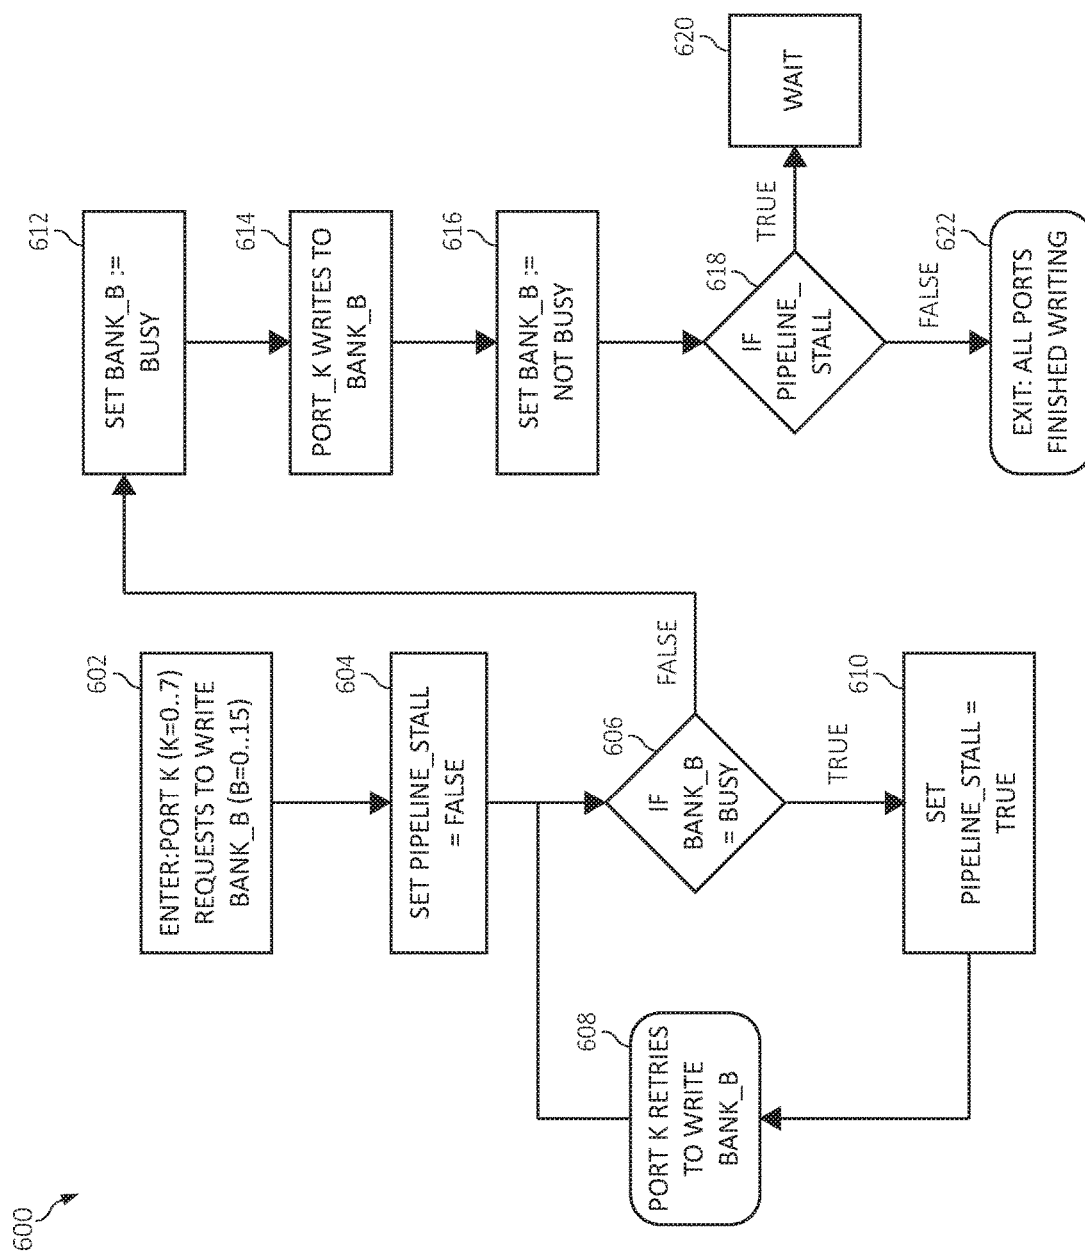 600
602
ENTER:PORT K (K=0..7)
REQUESTS TO WRITE
BANK_B (B=0..15)
604
SET PIPELINE_STALL
= FALSE
606
IF
BANK_B
= BUSY
FALSE
TRUE
608
PORT K RETRIES
TO WRITE
BANK_B
610
SET
PIPELINE_STALL =
TRUE
612
SET BANK_B :=
BUSY
614
PORT_K WRITES TO
BANK_B
616
SET BANK_B :=
NOT BUSY
618
IF
PIPELINE_
STALL
TRUE
FALSE
620
WAIT
622
EXIT: ALL PORTS
FINISHED WRITING